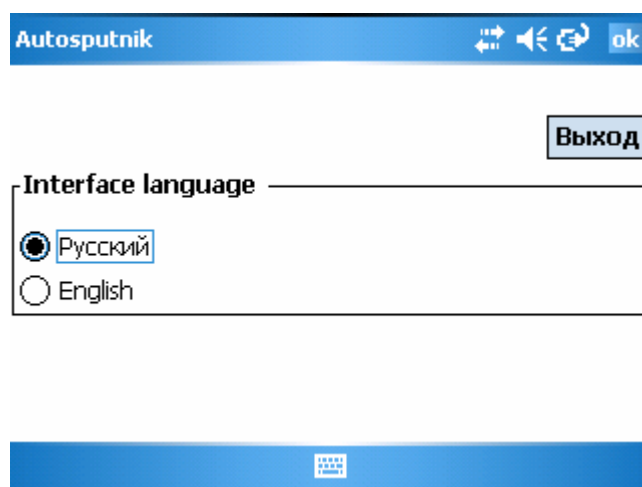 Autosputnik ok
Выход
Interface language
Русский
English